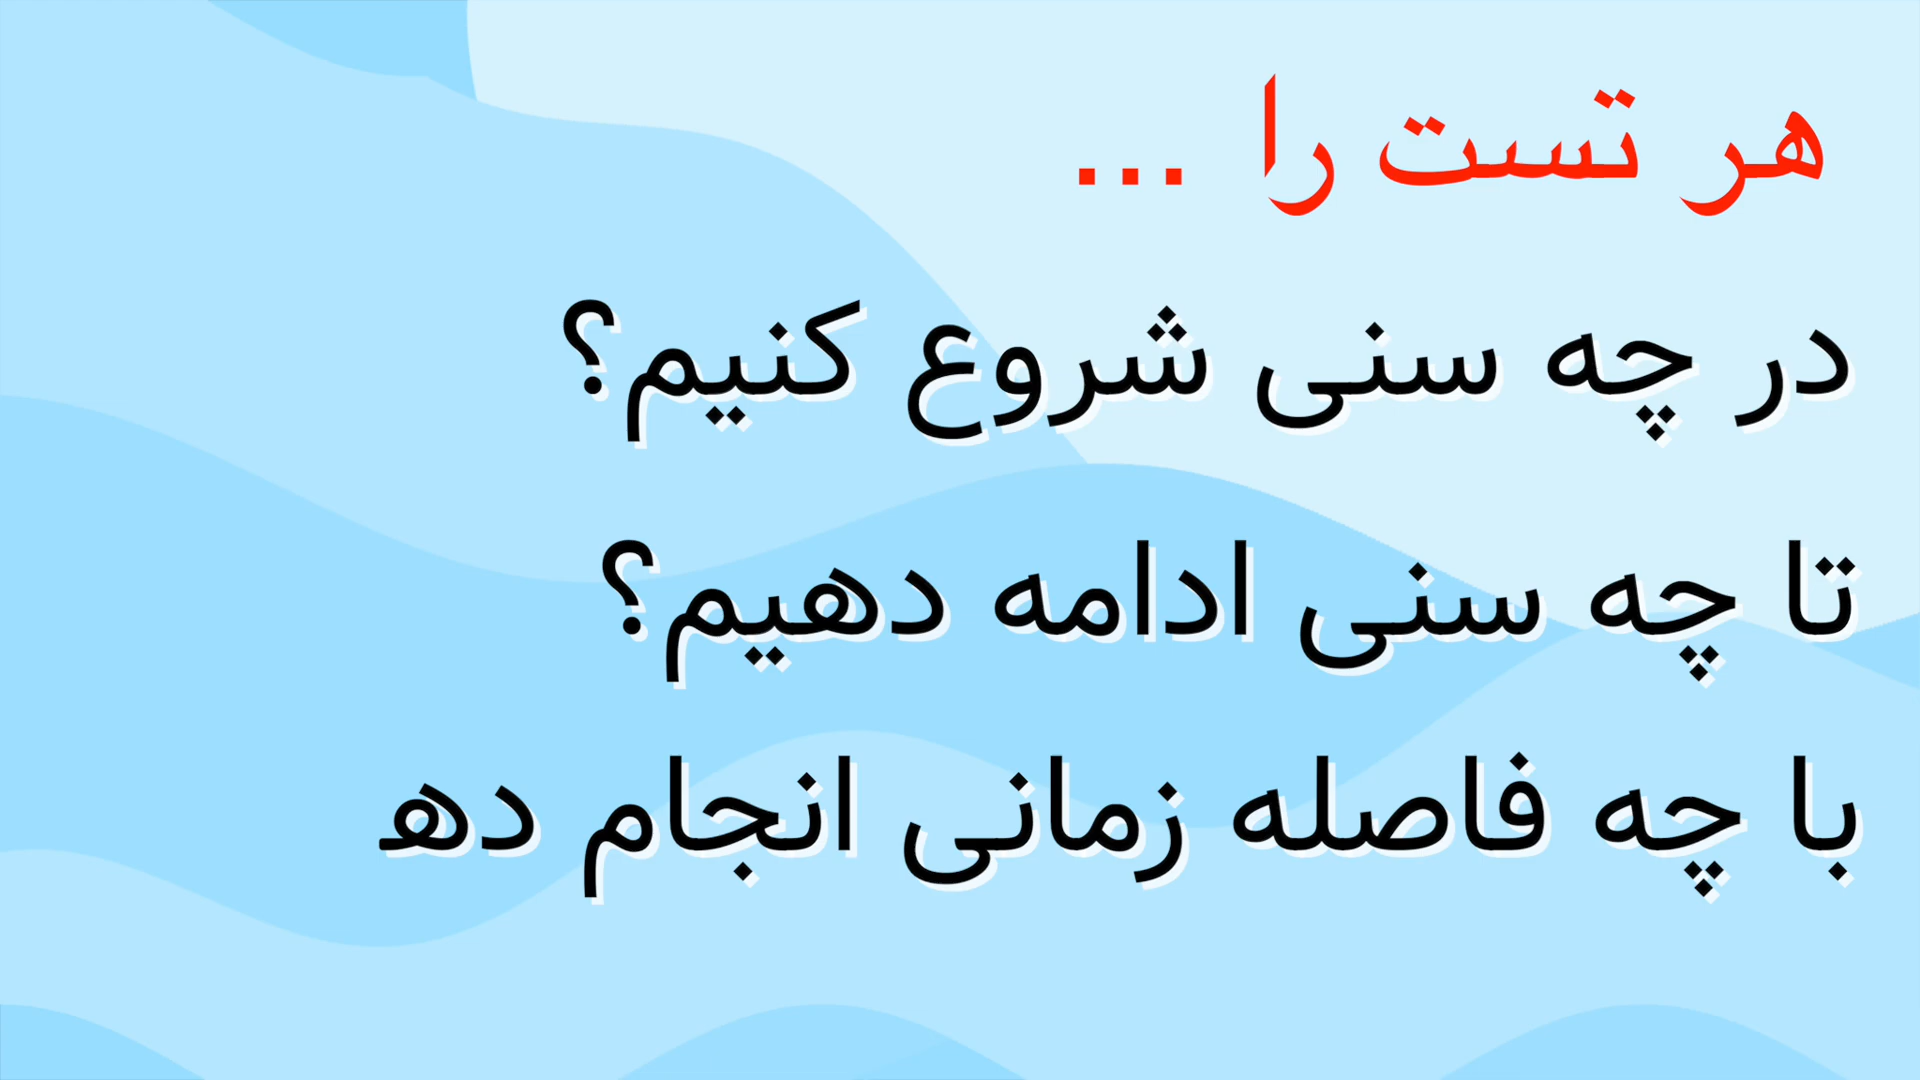 هر تست را ...
در چه سنی شروع کنیم؟
تا چه سنی ادامه دهیم؟
با چه فاصله زمانی انجام ده